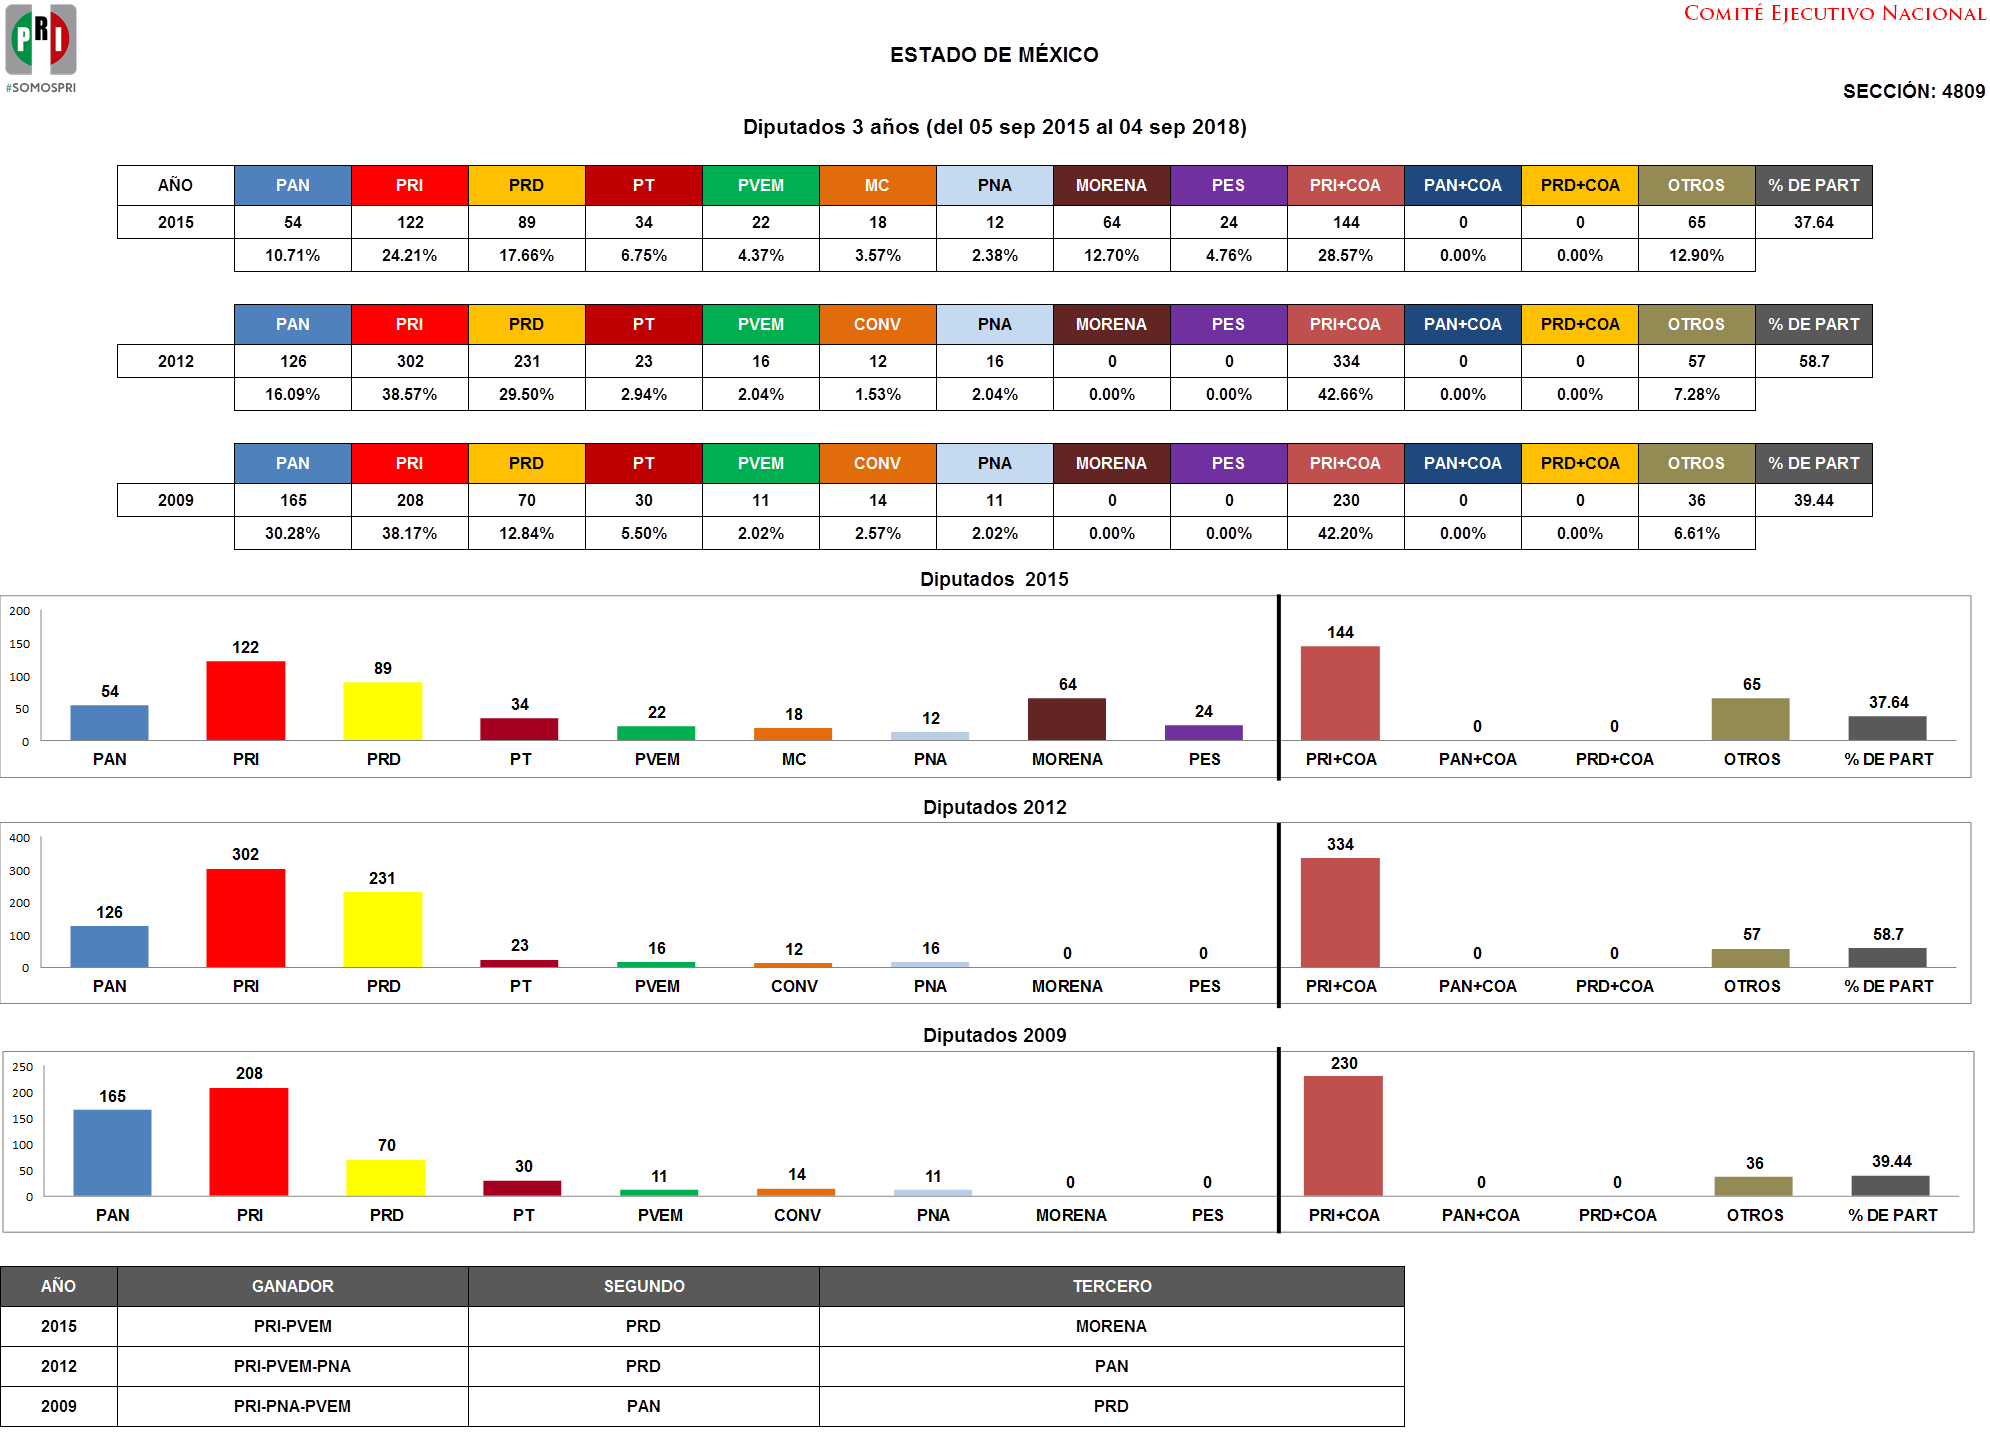 PRI
#SOMOSPRI
COMITÉ EJECUTIVO NACIONAL
ESTADO DE MÉXICO
SECCIÓN: 4809
Diputados 3 años (del 05 sep 2015 al 04 sep 2018)
AÑO PAN PRI PRD PT PVEM MC PNA MORENA PES PRI+COA PAN+COA PRD+COA OTROS % DE PART
2015 54 122 89 34 22 18 12 64 24 144 0 0 65 37.64
10.71% 24.21% 17.66% 6.75% 4.37% 3.57% 2.38% 12.70% 4.76% 28.57% 0.00% 0.00% 12.90%
PAN PRI PRD PT PVEM CONV PNA MORENA PES PRI+COA PAN+COA PRD+COA OTROS % DE PART
2012 126 302 231 23 16 12 16 0 0 334 0 0 57 58.7
16.09% 38.57% 29.50% 2.94% 2.04% 1.53% 2.04% 0.00% 0.00% 42.66% 0.00% 0.00% 7.28%
PAN PRI PRD PT PVEM CONV PNA MORENA PES PRI+COA PAN+COA PRD+COA OTROS % DE PART
2009 165 208 70 30 11 14 11 0 0 230 0 0 36 39.44
30.28% 38.17% 12.84% 5.50% 2.02% 2.57% 2.02% 0.00% 0.00% 42.20% 0.00% 0.00% 6.61%
Diputados 2015
200
150
100
50
0
54 122 89 34 22 18 12 64 24 144 0 0 65 37.64
PAN PRI PRD PT PVEM MC PNA MORENA PES PRI+COA PAN+COA PRD+COA OTROS % DE PART
Diputados 2012
400
300
200
100
0
126 302 231 23 16 12 16 0 0 334 0 0 57 58.7
PAN PRI PRD PT PVEM CONV PNA MORENA PES PRI+COA PAN+COA PRD+COA OTROS % DE PART
Diputados 2009
250
200
150
100
50
0
165 208 70 30 11 14 11 0 0 230 0 0 36 39.44
PAN PRI PRD PT PVEM CONV PNA MORENA PES PRI+COA PAN+COA PRD+COA OTROS % DE PART
AÑO GANADOR SEGUNDO TERCERO
2015 PRI-PVEM PRD MORENA
2012 PRI-PVEM-PNA PRD PAN
2009 PRI-PNA-PVEM PAN PRD